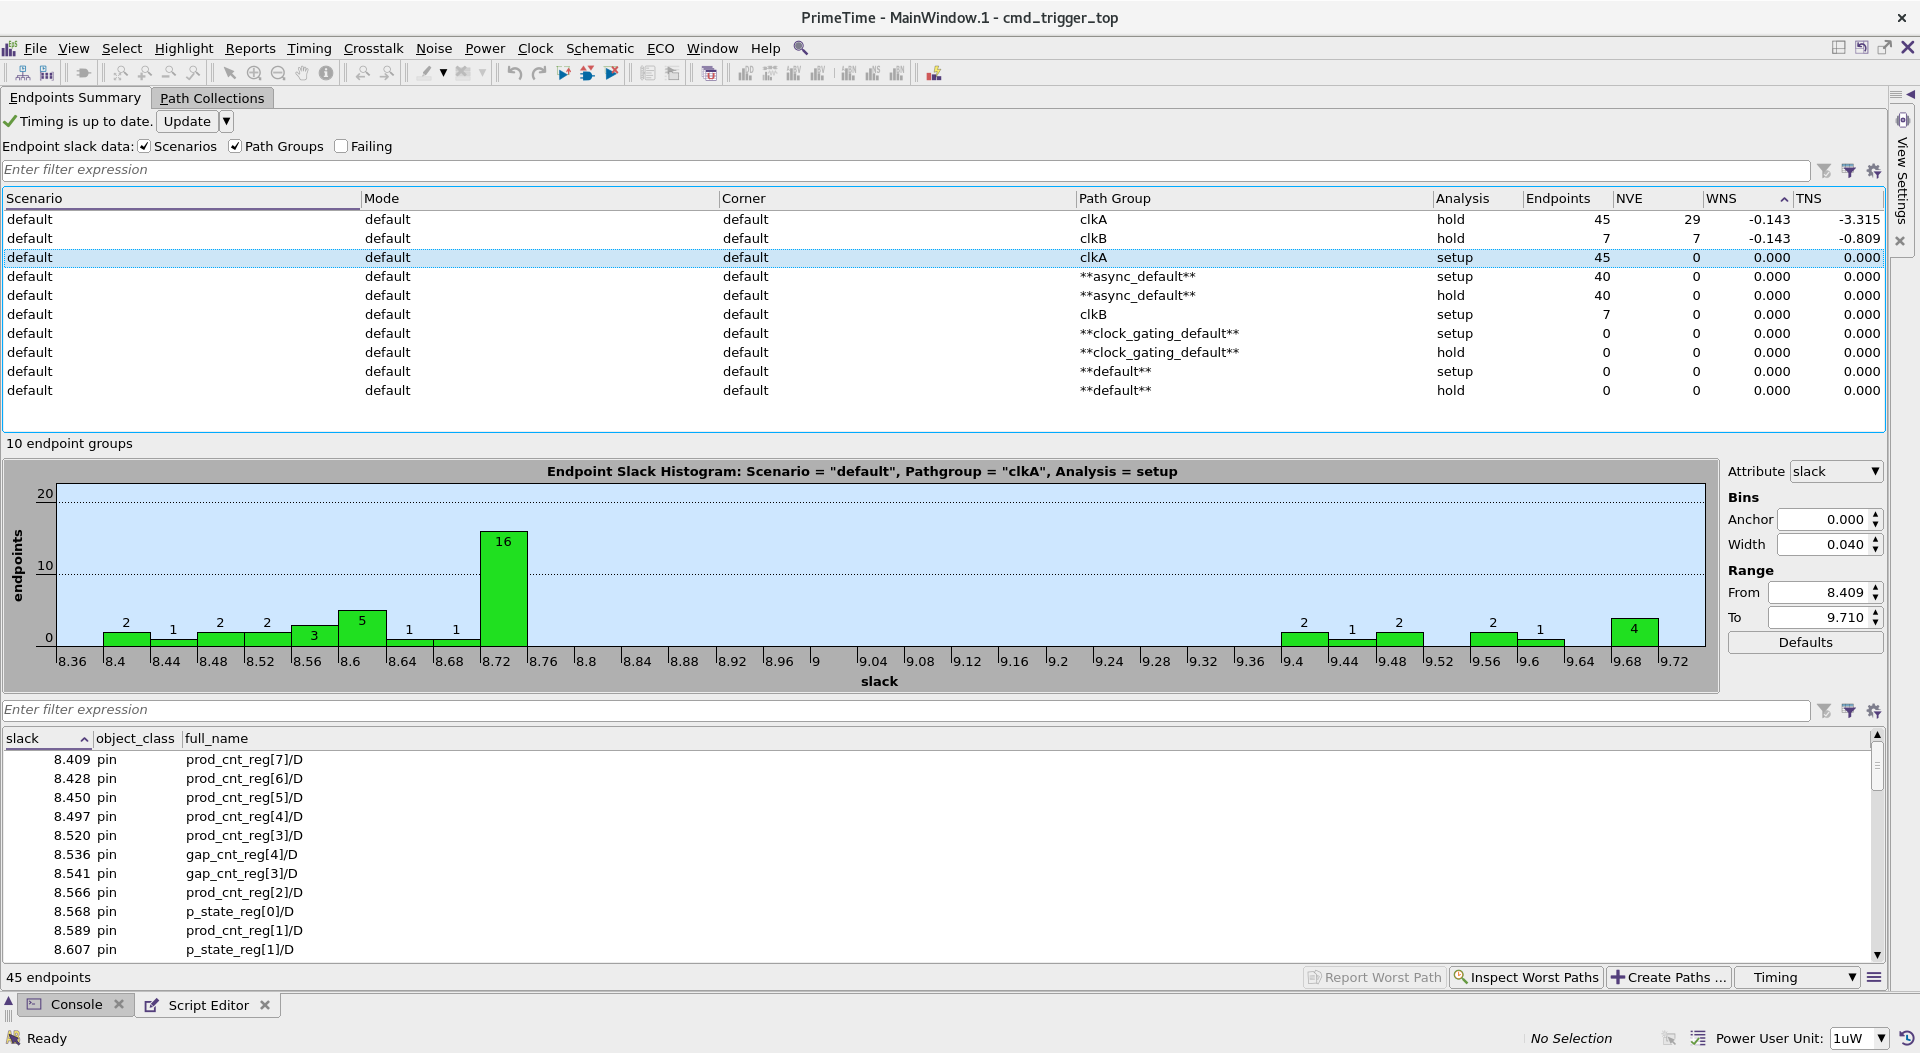 PrimeTime - MainWindow.1 - cmd_trigger_top
File View Select Highlight Reports Timing Crosstalk Noise Power Clock Schematic ECO Window Help
Endpoints Summary Path Collections
Timing is up to date. Update
Endpoint slack data: Scenarios Path Groups Failing
Enter filter expression
Scenario Mode Corner Path Group Analysis Endpoints NVE WNS TNS
default default default clkA hold 45 29 -0.143 -3.315
default default default clkB hold 7 7 -0.143 -0.809
default default default clkA setup 45 0 0.000 0.000
default default default **async_default** setup 40 0 0.000 0.000
default default default **async_default** hold 40 0 0.000 0.000
default default default clkB setup 7 0 0.000 0.000
default default default **clock_gating_default** setup 0 0 0.000 0.000
default default default **clock_gating_default** hold 0 0 0.000 0.000
default default default **default** setup 0 0 0.000 0.000
default default default **default** hold 0 0 0.000 0.000
10 endpoint groups
Endpoint Slack Histogram: Scenario = "default", Pathgroup = "clkA", Analysis = setup
20
10
0
endpoints
2 1 2 2 3 5 1 1 16 2 1 2 2 1 4
8.36 8.4 8.44 8.48 8.52 8.56 8.6 8.64 8.68 8.72 8.76 8.8 8.84 8.88 8.92 8.96 9 9.04 9.08 9.12 9.16 9.2 9.24 9.28 9.32 9.36 9.4 9.44 9.48 9.52 9.56 9.6 9.64 9.68 9.72
slack
Attribute slack
Bins
Anchor 0.000
Width 0.040
Range
From 8.409
To 9.710
Defaults
Enter filter expression
slack object_class full_name
8.409 pin prod_cnt_reg[7]/D
8.428 pin prod_cnt_reg[6]/D
8.450 pin prod_cnt_reg[5]/D
8.497 pin prod_cnt_reg[4]/D
8.520 pin prod_cnt_reg[3]/D
8.536 pin gap_cnt_reg[4]/D
8.541 pin gap_cnt_reg[3]/D
8.566 pin prod_cnt_reg[2]/D
8.568 pin p_state_reg[0]/D
8.589 pin prod_cnt_reg[1]/D
8.607 pin p_state_reg[1]/D
45 endpoints
Report Worst Path Inspect Worst Paths Create Paths ... Timing
Console Script Editor
Ready No Selection Power User Unit: 1uW
View Settings